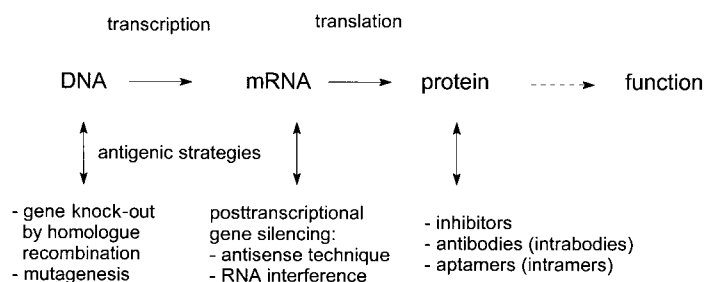 transcription translation
DNA mRNA protein function
antigenic strategies
- gene knock-out
by homologue
recombination
- mutagenesis
posttranscriptional
gene silencing:
- antisense technique
- RNA interference
- inhibitors
- antibodies (intrabodies)
- aptamers (intramers)